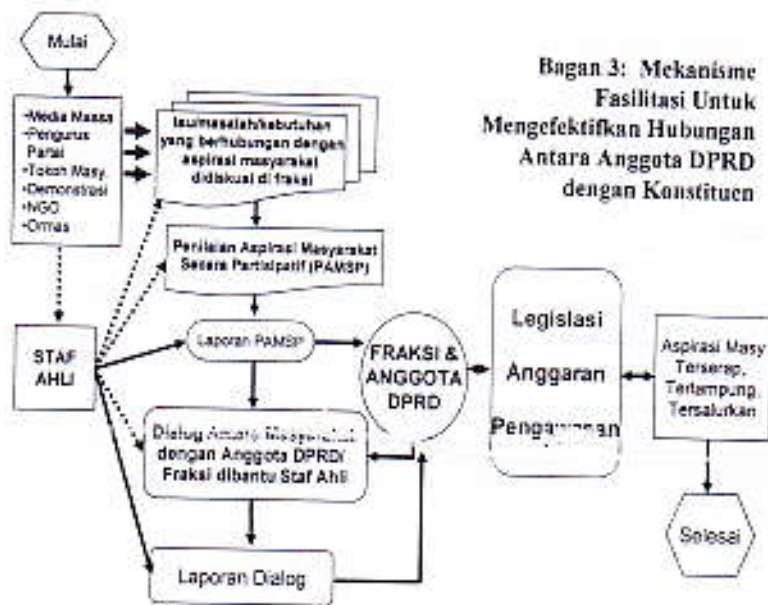 Mulai
Bagan 3: Mekanisme
Fasilitasi Untuk
Mengefektifkan Hubungan
Antara Anggota DPRD
dengan Konstituen
•Media Massa
•Pengurus
Partai
•Tokoh Masy.
•Demonstrasi
•NGO
•Ormas
Isu/masalah/kebutuhan
yang berhubungan dengan
aspirasi masyarakat
didiskusi di fraksi
Penilaian Aspirasi Masyarakat
Secara Partisipatif (PAMSP)
STAF
AHLI
Laporan PAMSP
FRAKSI &
ANGGOTA
DPRD
Legislasi
Anggaran
Pengawasan
Aspirasi Masy
Terserap,
Tertampung,
Tersalurkan
Dialog Antara Masyarakat
dengan Anggota DPRD/
Fraksi dibantu Staf Ahli
Laporan Dialog
Selesai